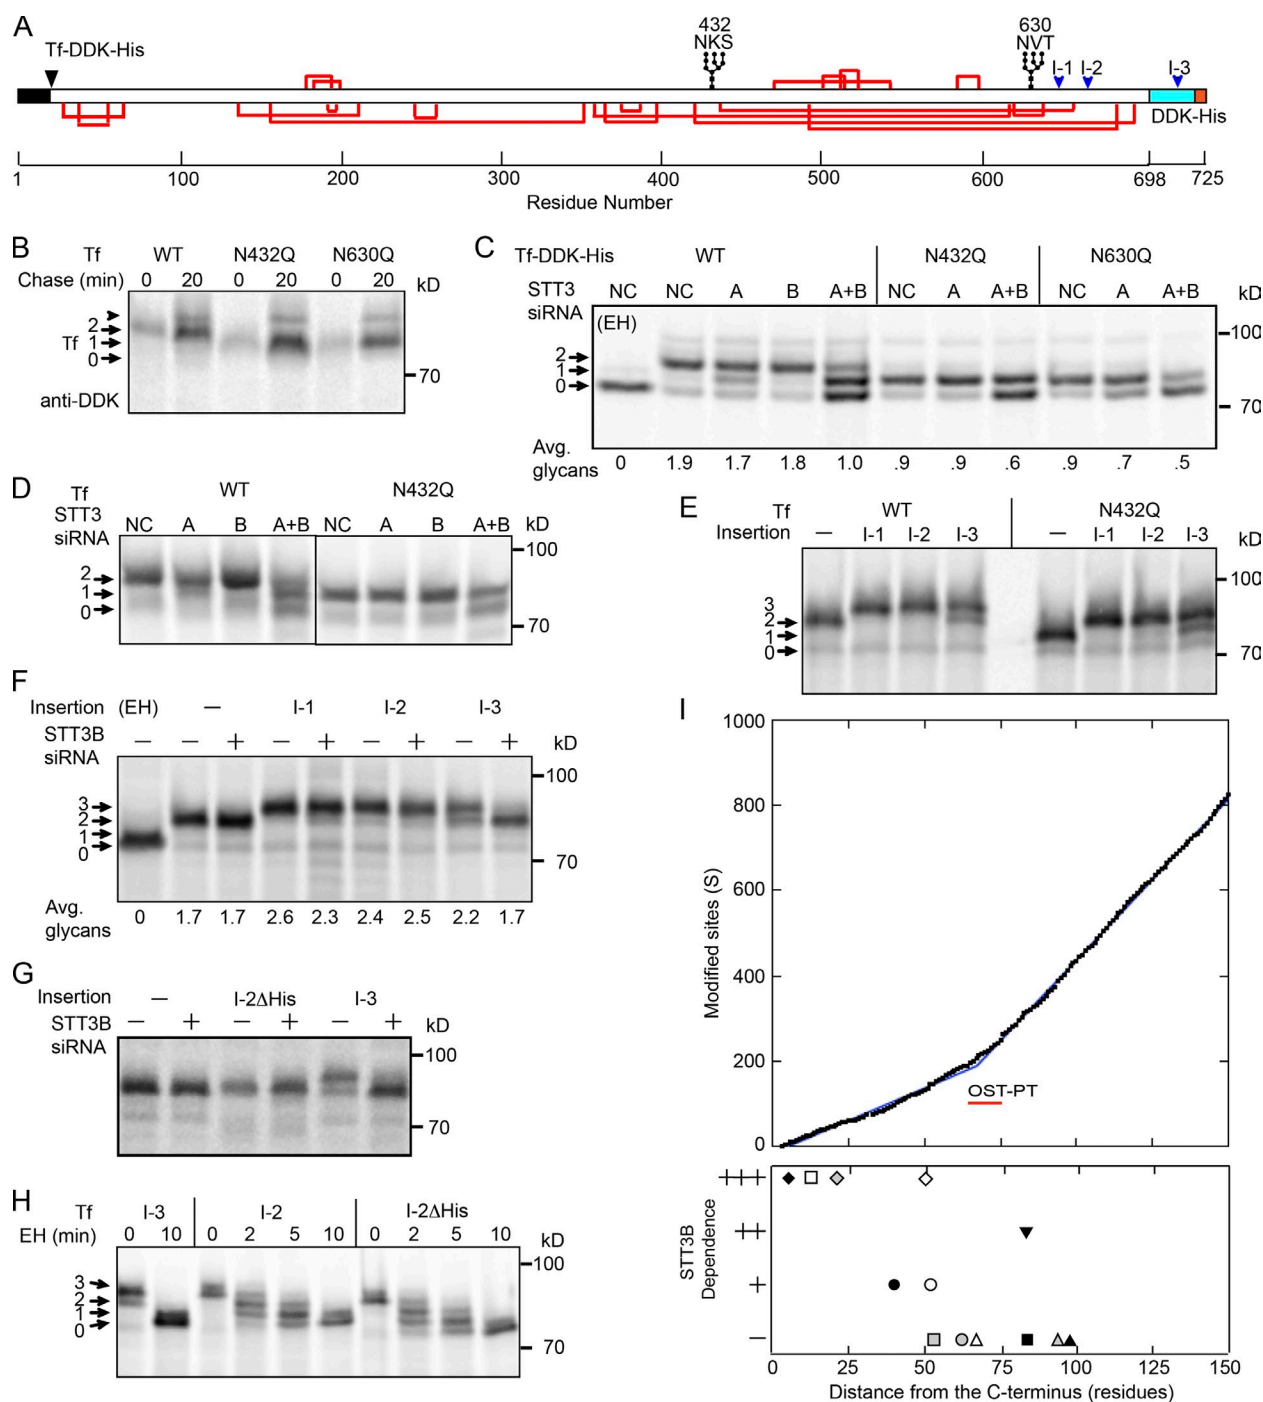 A
Tf-DDK-His
432
NKS
630
NVT
I-1 I-2
I-3
DDK-His
1 100 200 300 400 500 600 698 725
Residue Number
B
Tf WT N432Q N630Q
Chase (min) 0 20 0 20 0 20 kD
2
Tf 1
0
70
anti-DDK
C
Tf-DDK-His WT N432Q N630Q
STT3 siRNA NC NC A B A+B NC A A+B NC A A+B kD
(EH)
100
2
1
0
70
Avg. glycans 0 1.9 1.7 1.8 1.0 .9 .9 .6 .9 .7 .5
D
Tf WT N432Q
STT3 siRNA NC A B A+B NC A B A+B kD
100
2
1
0
70
E
Tf WT N432Q
Insertion — I-1 I-2 I-3 — I-1 I-2 I-3 kD
100
3
2
1
0
70
F
Insertion (EH) — I-1 I-2 I-3
STT3B siRNA — — + — + — + — + kD
100
3
2
1
0
70
Avg. glycans 0 1.7 1.7 2.6 2.3 2.4 2.5 2.2 1.7
G
Insertion — I-2ΔHis I-3
STT3B siRNA — + — + — + kD
100
70
H
Tf I-3 I-2 I-2ΔHis
EH (min) 0 10 0 2 5 10 0 2 5 10 kD
100
3
2
1
0
70
I
1000
800
600
400
200
0
Modified sites (S)
OST-PT
+++
++
+
—
STT3B Dependence
0 25 50 75 100 125 150
Distance from the C-terminus (residues)